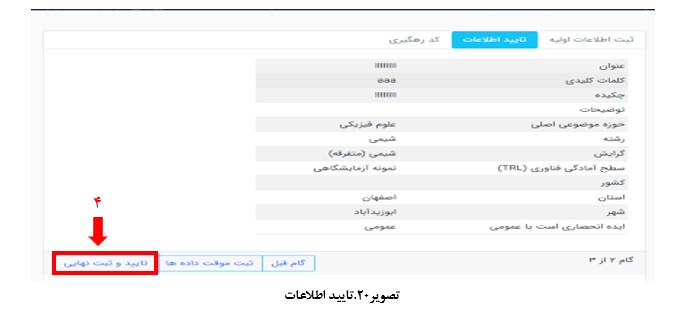 ثبت اطلاعات اولیه تایید اطلاعات کد رهگیری
عنوان
کلمات کلیدی aaa
چکیده
توضیحات
حوزه موضوعی اصلی علوم فیزیکی
رشته شیمی
گرایش شیمی (متفرقه)
سطح آمادگی فناوری (TRL) نمونه آزمایشگاهی
کشور
استان اصفهان
شهر ابوزیدآباد
ایده انحصاری است یا عمومی عمومی
۴
گام ۲ از ۳ گام قبل ثبت موقت داده ها تایید و ثبت نهایی
تصویر۲۰.تایید اطلاعات